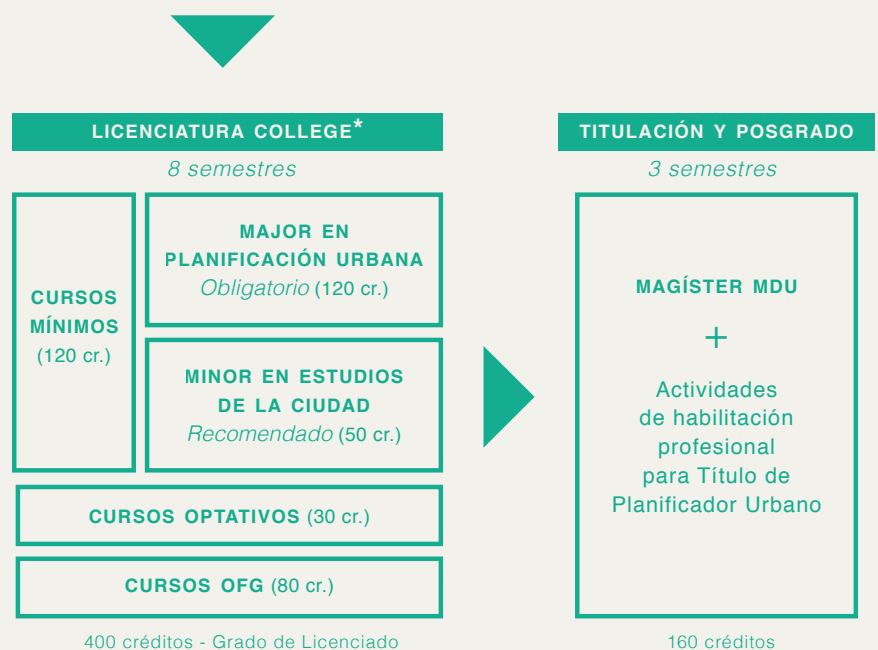 LICENCIATURA COLLEGE*
8 semestres
CURSOS
MÍNIMOS
(120 cr.)
MAJOR EN
PLANIFICACIÓN URBANA
Obligatorio (120 cr.)
MINOR EN ESTUDIOS
DE LA CIUDAD
Recomendado (50 cr.)
CURSOS OPTATIVOS (30 cr.)
CURSOS OFG (80 cr.)
400 créditos - Grado de Licenciado
TITULACIÓN Y POSGRADO
3 semestres
MAGÍSTER MDU
+
Actividades
de habilitación
profesional
para Título de
Planificador Urbano
160 créditos